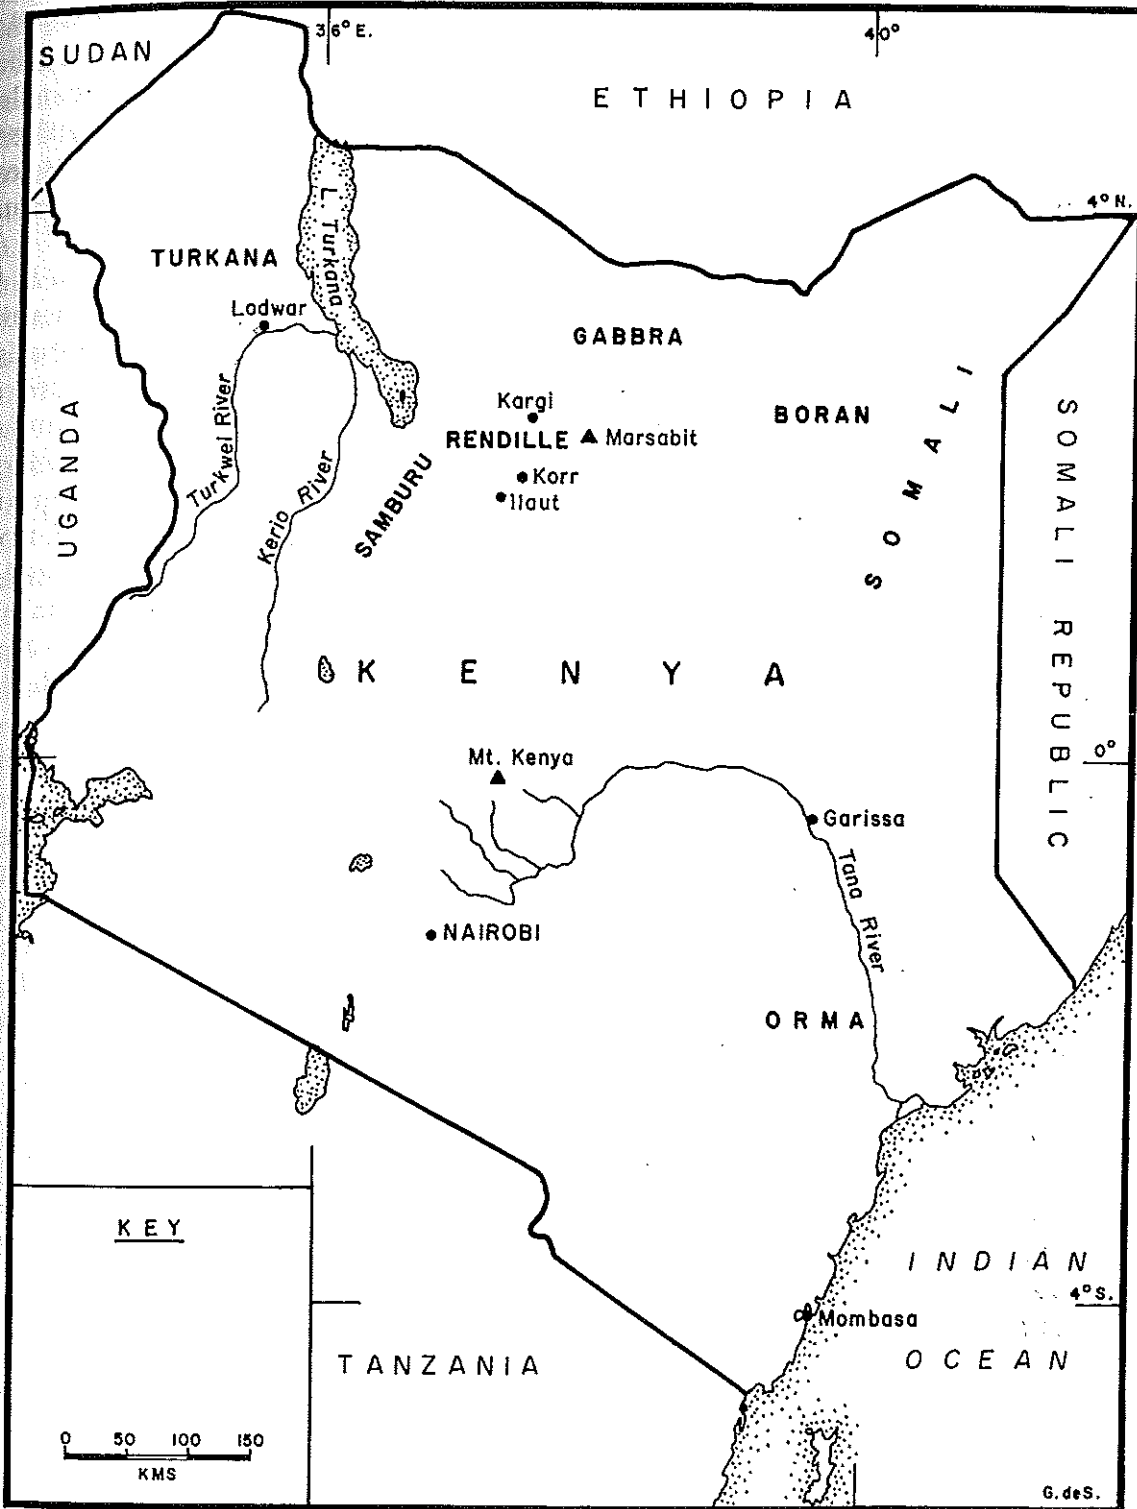 36° E.
40°
SUDAN
ETHIOPIA
4° N.
L. Turkana
TURKANA
Lodwar
GABBRA
SOMALI
Kargi
BORAN
RENDILLE
Marsabit
Turkwel River
UGANDA
Korr
Ilaut
Kerio River
SAMBURU
SOMALI REPUBLIC
KENYA
Mt. Kenya
0°
Garissa
Tana River
NAIROBI
ORMA
KEY
INDIAN
4° S.
Mombasa
OCEAN
TANZANIA
0 50 100 150
KMS
G. deS.